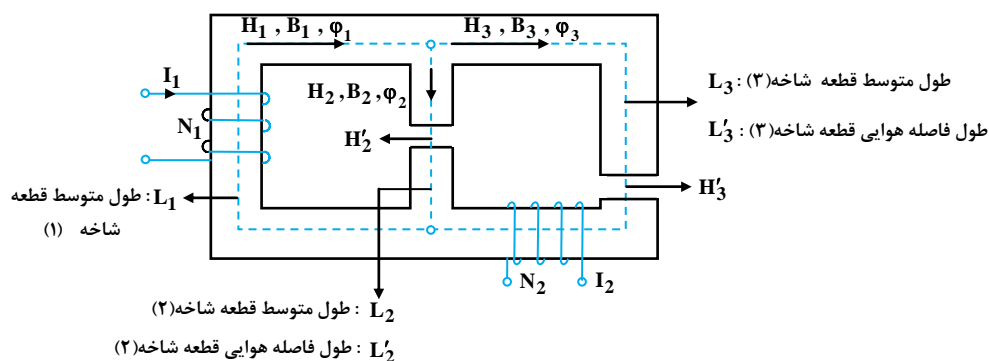 H₁ , B₁ , φ₁
H₃ , B₃ , φ₃
I₁
N₁
H₂ , B₂ , φ₂
H′₂
L₃ : طول متوسط قطعه شاخه(۳)
L′₃ : طول فاصله هوایی قطعه شاخه(۳)
H′₃
L₁ : طول متوسط قطعه
شاخه (۱)
N₂
I₂
L₂ : طول متوسط قطعه شاخه(۲)
L′₂ : طول فاصله هوایی قطعه شاخه(۲)